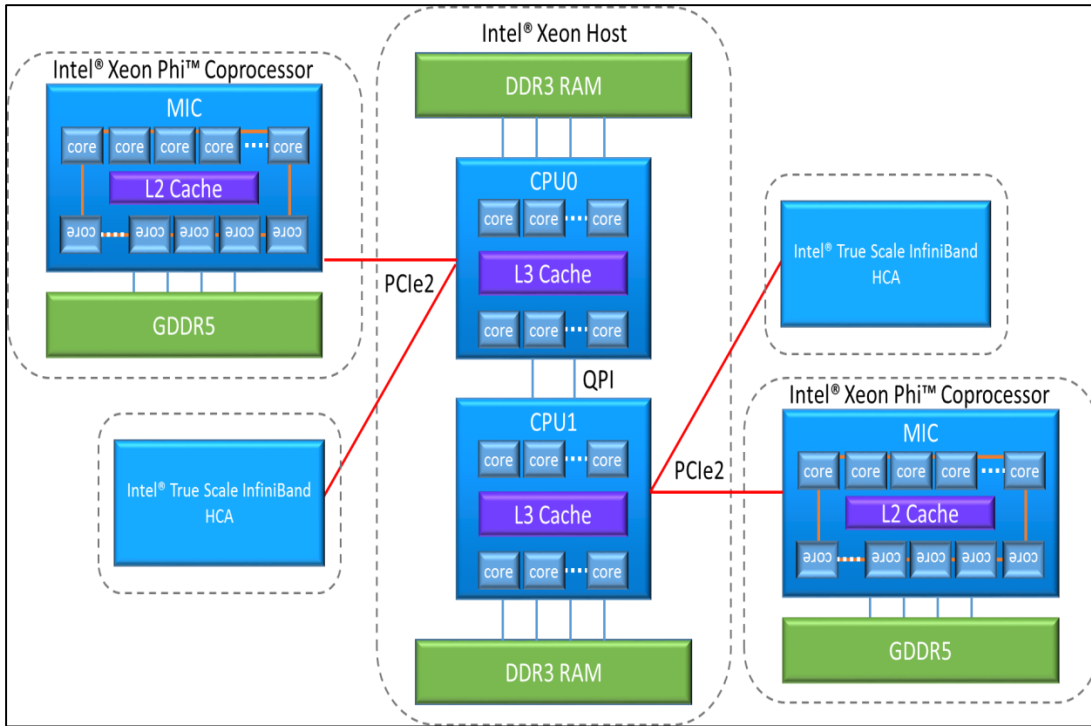 Intel® Xeon Phi™ Coprocessor
MIC
core core core core core
L2 Cache
core core core core core
GDDR5
Intel® True Scale InfiniBand
HCA
PCIe2
Intel® Xeon Host
DDR3 RAM
CPU0
core core core
L3 Cache
core core core
QPI
CPU1
core core core
L3 Cache
core core core
DDR3 RAM
PCIe2
Intel® True Scale InfiniBand
HCA
Intel® Xeon Phi™ Coprocessor
MIC
core core core core core
L2 Cache
core core core core core
GDDR5